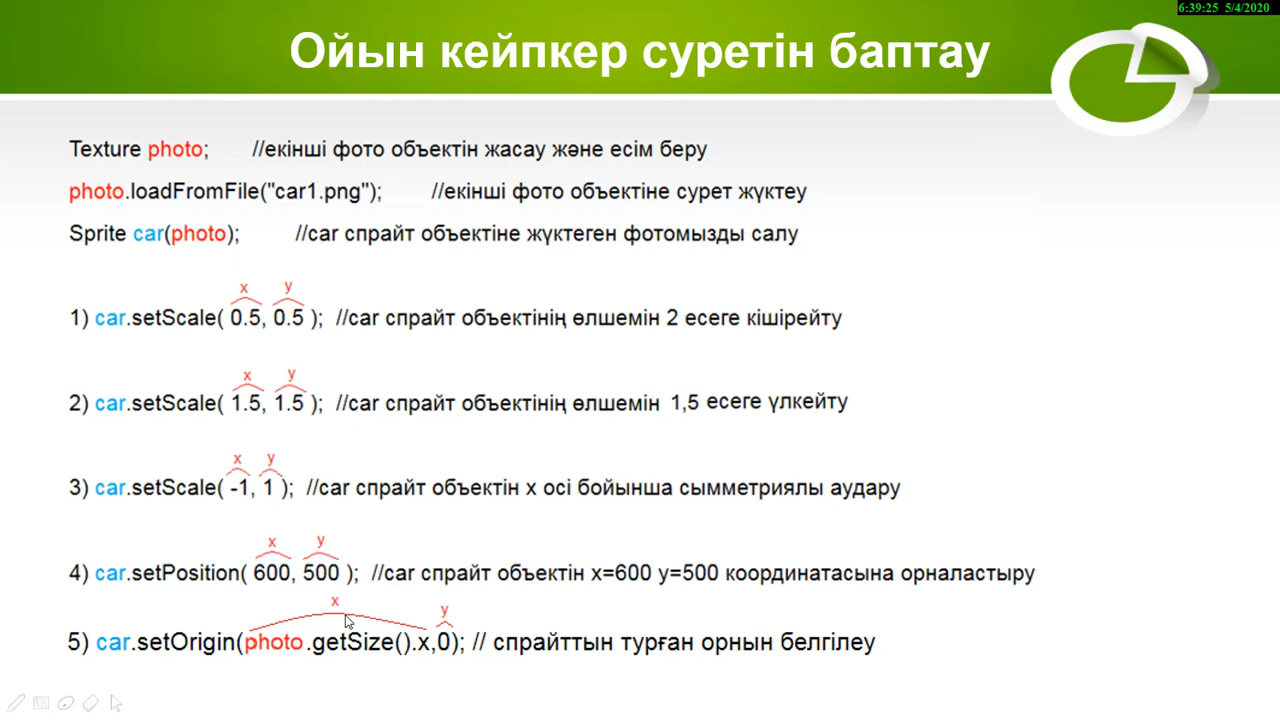 6:39:25 5/4/2020
Ойын кейпкер суретін баптау
Texture photo; //екінші фото объектін жасау және есім беру
photo.loadFromFile("car1.png"); //екінші фото объектіне сурет жүктеу
Sprite car(photo); //car спрайт объектіне жүктеген фотомызды салу
x y
1) car.setScale( 0.5, 0.5 ); //car спрайт объектінің өлшемін 2 есеге кішірейту
x y
2) car.setScale( 1.5, 1.5 ); //car спрайт объектінің өлшемін 1,5 есеге үлкейту
x y
3) car.setScale( -1, 1 ); //car спрайт объектін х осі бойынша сымметриялы аудару
x y
4) car.setPosition( 600, 500 ); //car спрайт объектін x=600 y=500 координатасына орналастыру
x y
5) car.setOrigin(photo.getSize().x,0); // спрайттын турған орнын белгілеу